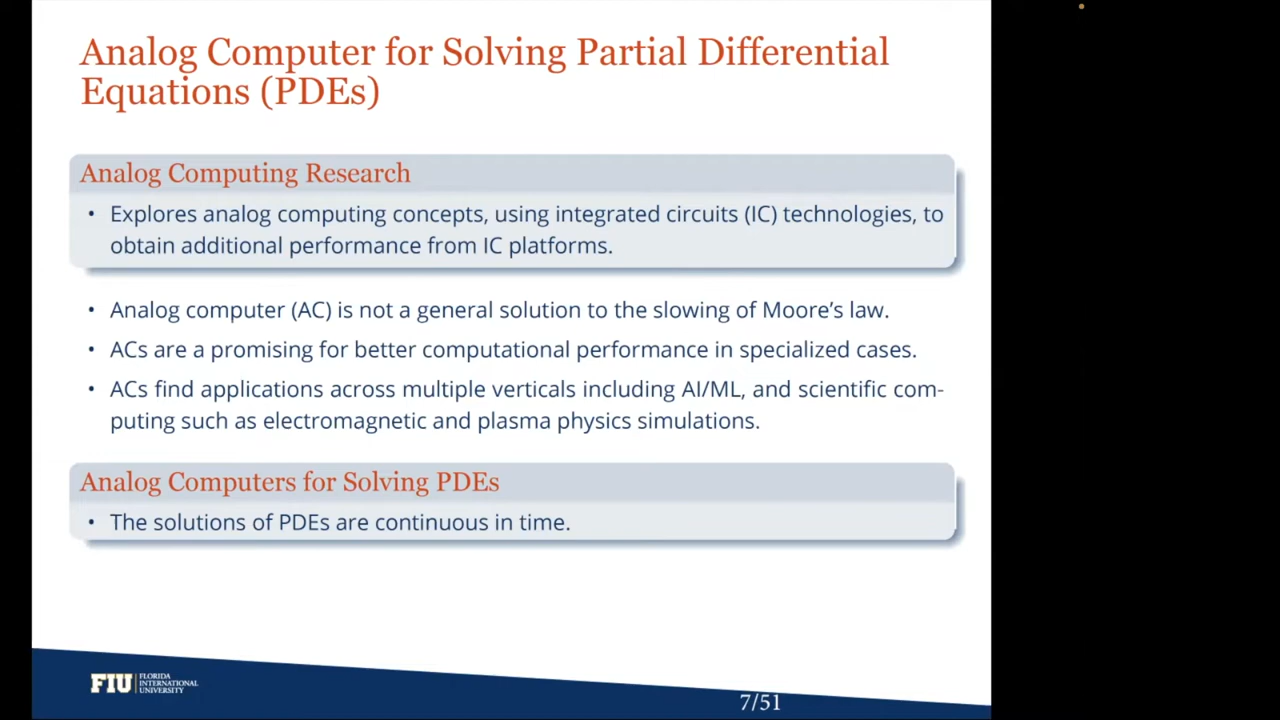 Analog Computer for Solving Partial Differential
Equations (PDEs)
Analog Computing Research
• Explores analog computing concepts, using integrated circuits (IC) technologies, to
obtain additional performance from IC platforms.
• Analog computer (AC) is not a general solution to the slowing of Moore’s law.
• ACs are a promising for better computational performance in specialized cases.
• ACs find applications across multiple verticals including AI/ML, and scientific com-
puting such as electromagnetic and plasma physics simulations.
Analog Computers for Solving PDEs
• The solutions of PDEs are continuous in time.
FIU
FLORIDA
INTERNATIONAL
UNIVERSITY
7/51